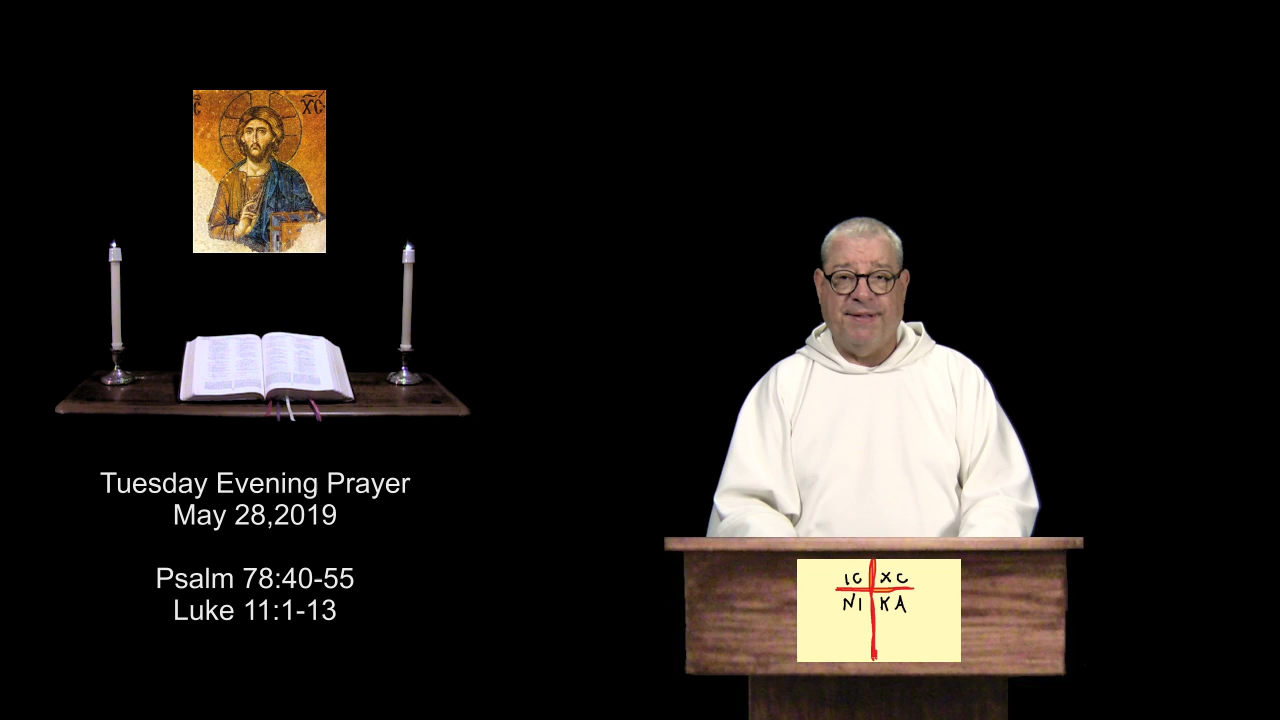 XC
Tuesday Evening Prayer
May 28,2019
Psalm 78:40-55
Luke 11:1-13
IC XC
NI KA